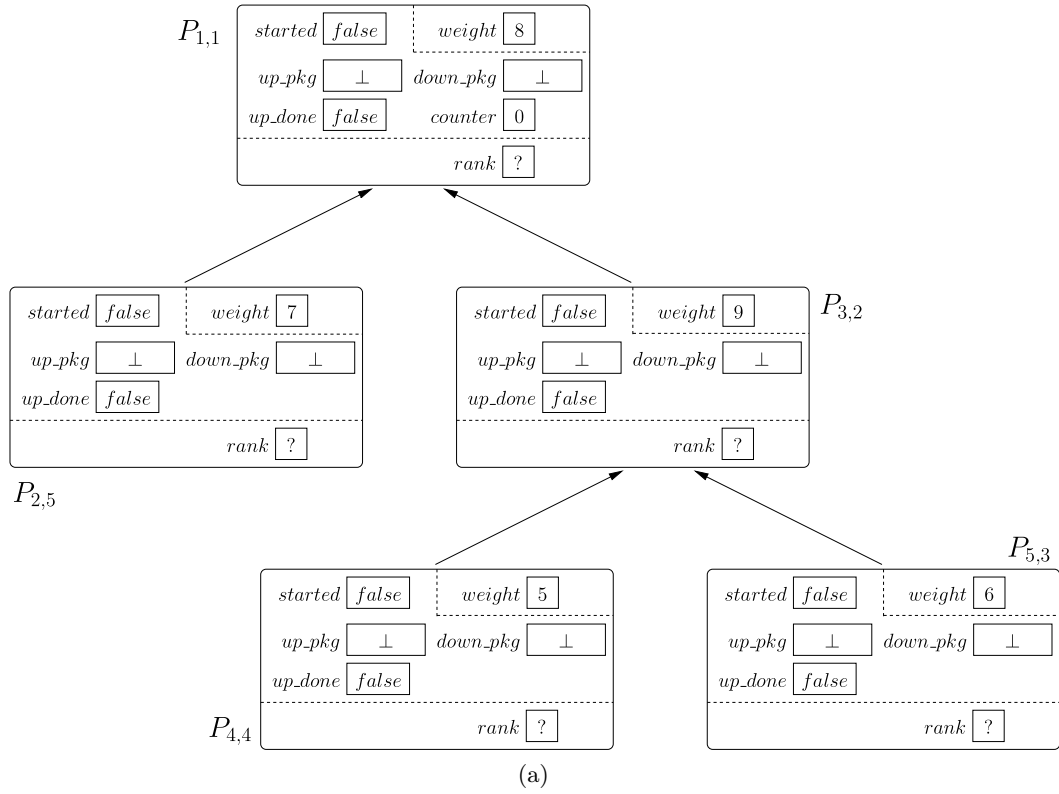 P1,1
started false weight 8
up_pkg ⊥ down_pkg ⊥
up_done false counter 0
rank ?
started false weight 7
up_pkg ⊥ down_pkg ⊥
up_done false
rank ?
P2,5
started false weight 9
up_pkg ⊥ down_pkg ⊥
up_done false
rank ?
P3,2
started false weight 5
up_pkg ⊥ down_pkg ⊥
up_done false
rank ?
P4,4
P5,3
started false weight 6
up_pkg ⊥ down_pkg ⊥
up_done false
rank ?
(a)